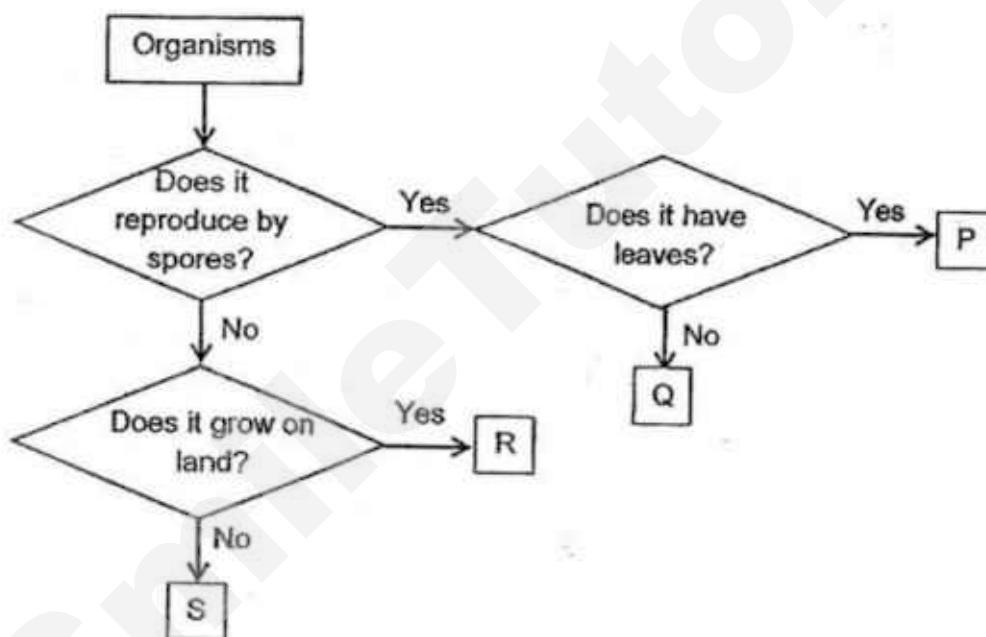 Organisms
Does it
reproduce by
spores?
Yes
Does it have
leaves?
Yes
P
No
No
Q
Does it grow on
land?
Yes
R
No
S